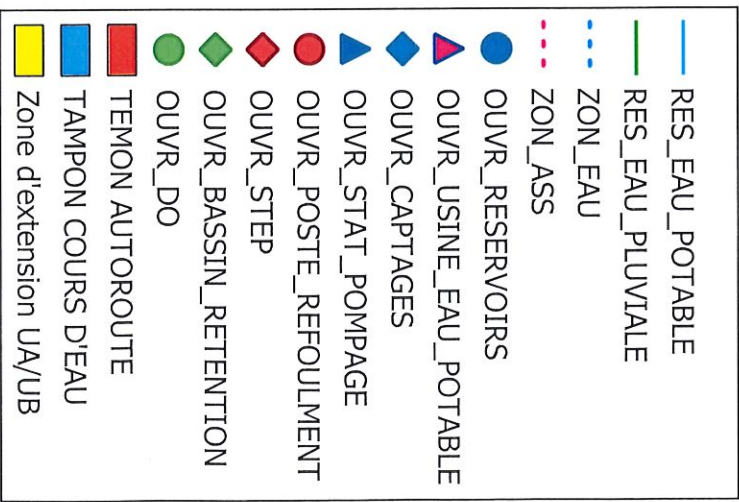 RES_EAU_POTABLE
RES_EAU_PLUVIALE
ZON_EAU
ZON_ASS
OUVR_RESERVOIRS
OUVR_USINE_EAU_POTABLE
OUVR_CAPTAGES
OUVR_STAT_POMPAGE
OUVR_POSTE_REFOULMENT
OUVR_STEP
OUVR_BASSIN_RETENTION
OUVR_DO
TEMON AUTOROUTE
TAMPON COURS D'EAU
Zone d'extension UA/UB